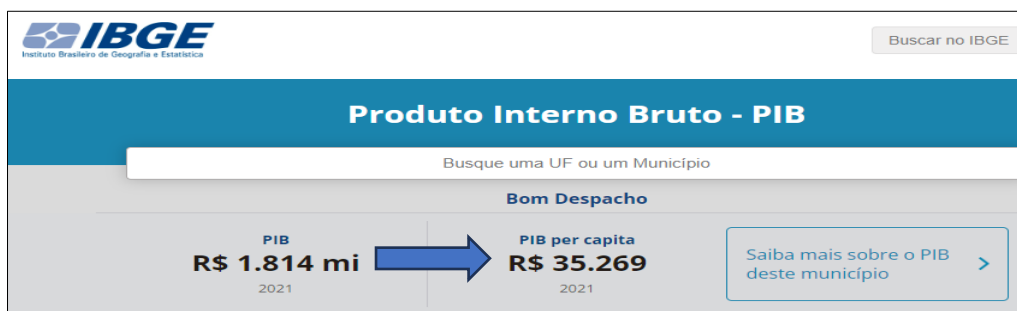 IBGE
Instituto Brasileiro de Geografia e Estatística
Buscar no IBGE
Produto Interno Bruto - PIB
Busque uma UF ou um Município
Bom Despacho
PIB
R$ 1.814 mi
2021
PIB per capita
R$ 35.269
2021
Saiba mais sobre o PIB
deste município